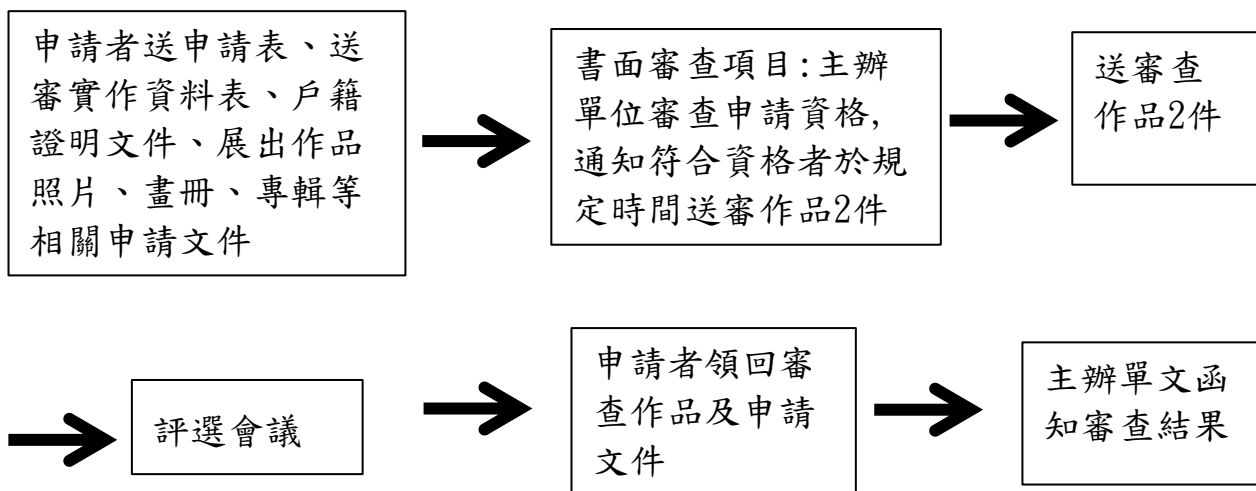 申請者送申請表、送
審實作資料表、戶籍
證明文件、展出作品
照片、畫冊、專輯等
相關申請文件
書面審查項目:主辦
單位審查申請資格,
通知符合資格者於規
定時間送審作品2件
送審查
作品2件
評選會議
申請者領回審
查作品及申請
文件
主辦單文函
知審查結果